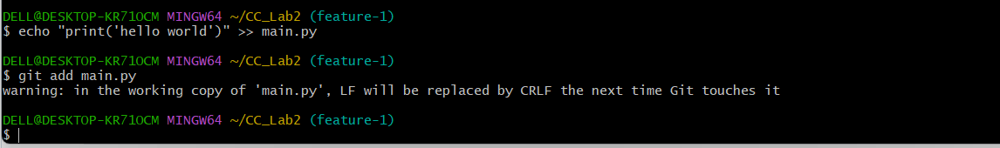 DELL@DESKTOP-KR71OCM MINGW64 ~/CC_Lab2 (feature-1)
$ echo "print('hello world')" >> main.py
DELL@DESKTOP-KR71OCM MINGW64 ~/CC_Lab2 (feature-1)
$ git add main.py
warning: in the working copy of 'main.py', LF will be replaced by CRLF the next time Git touches it
DELL@DESKTOP-KR71OCM MINGW64 ~/CC_Lab2 (feature-1)
$